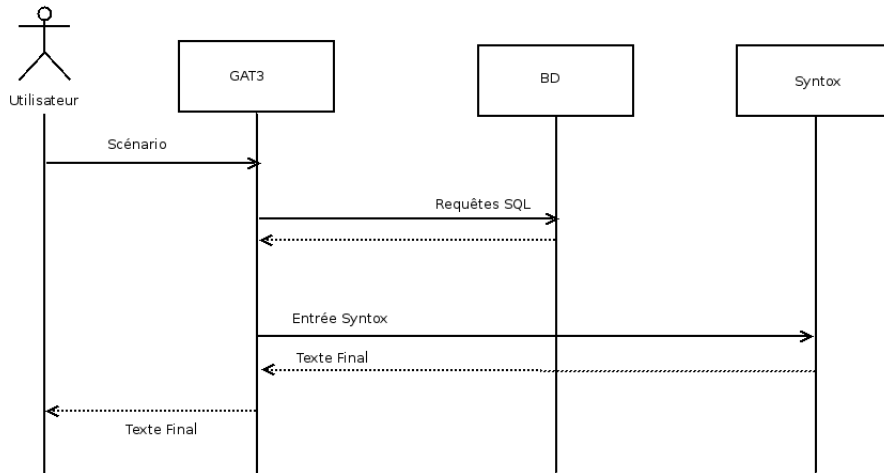 GAT3
BD
Syntox
Utilisateur
Scénario
Requêtes SQL
Entrée Syntox
Texte Final
Texte Final